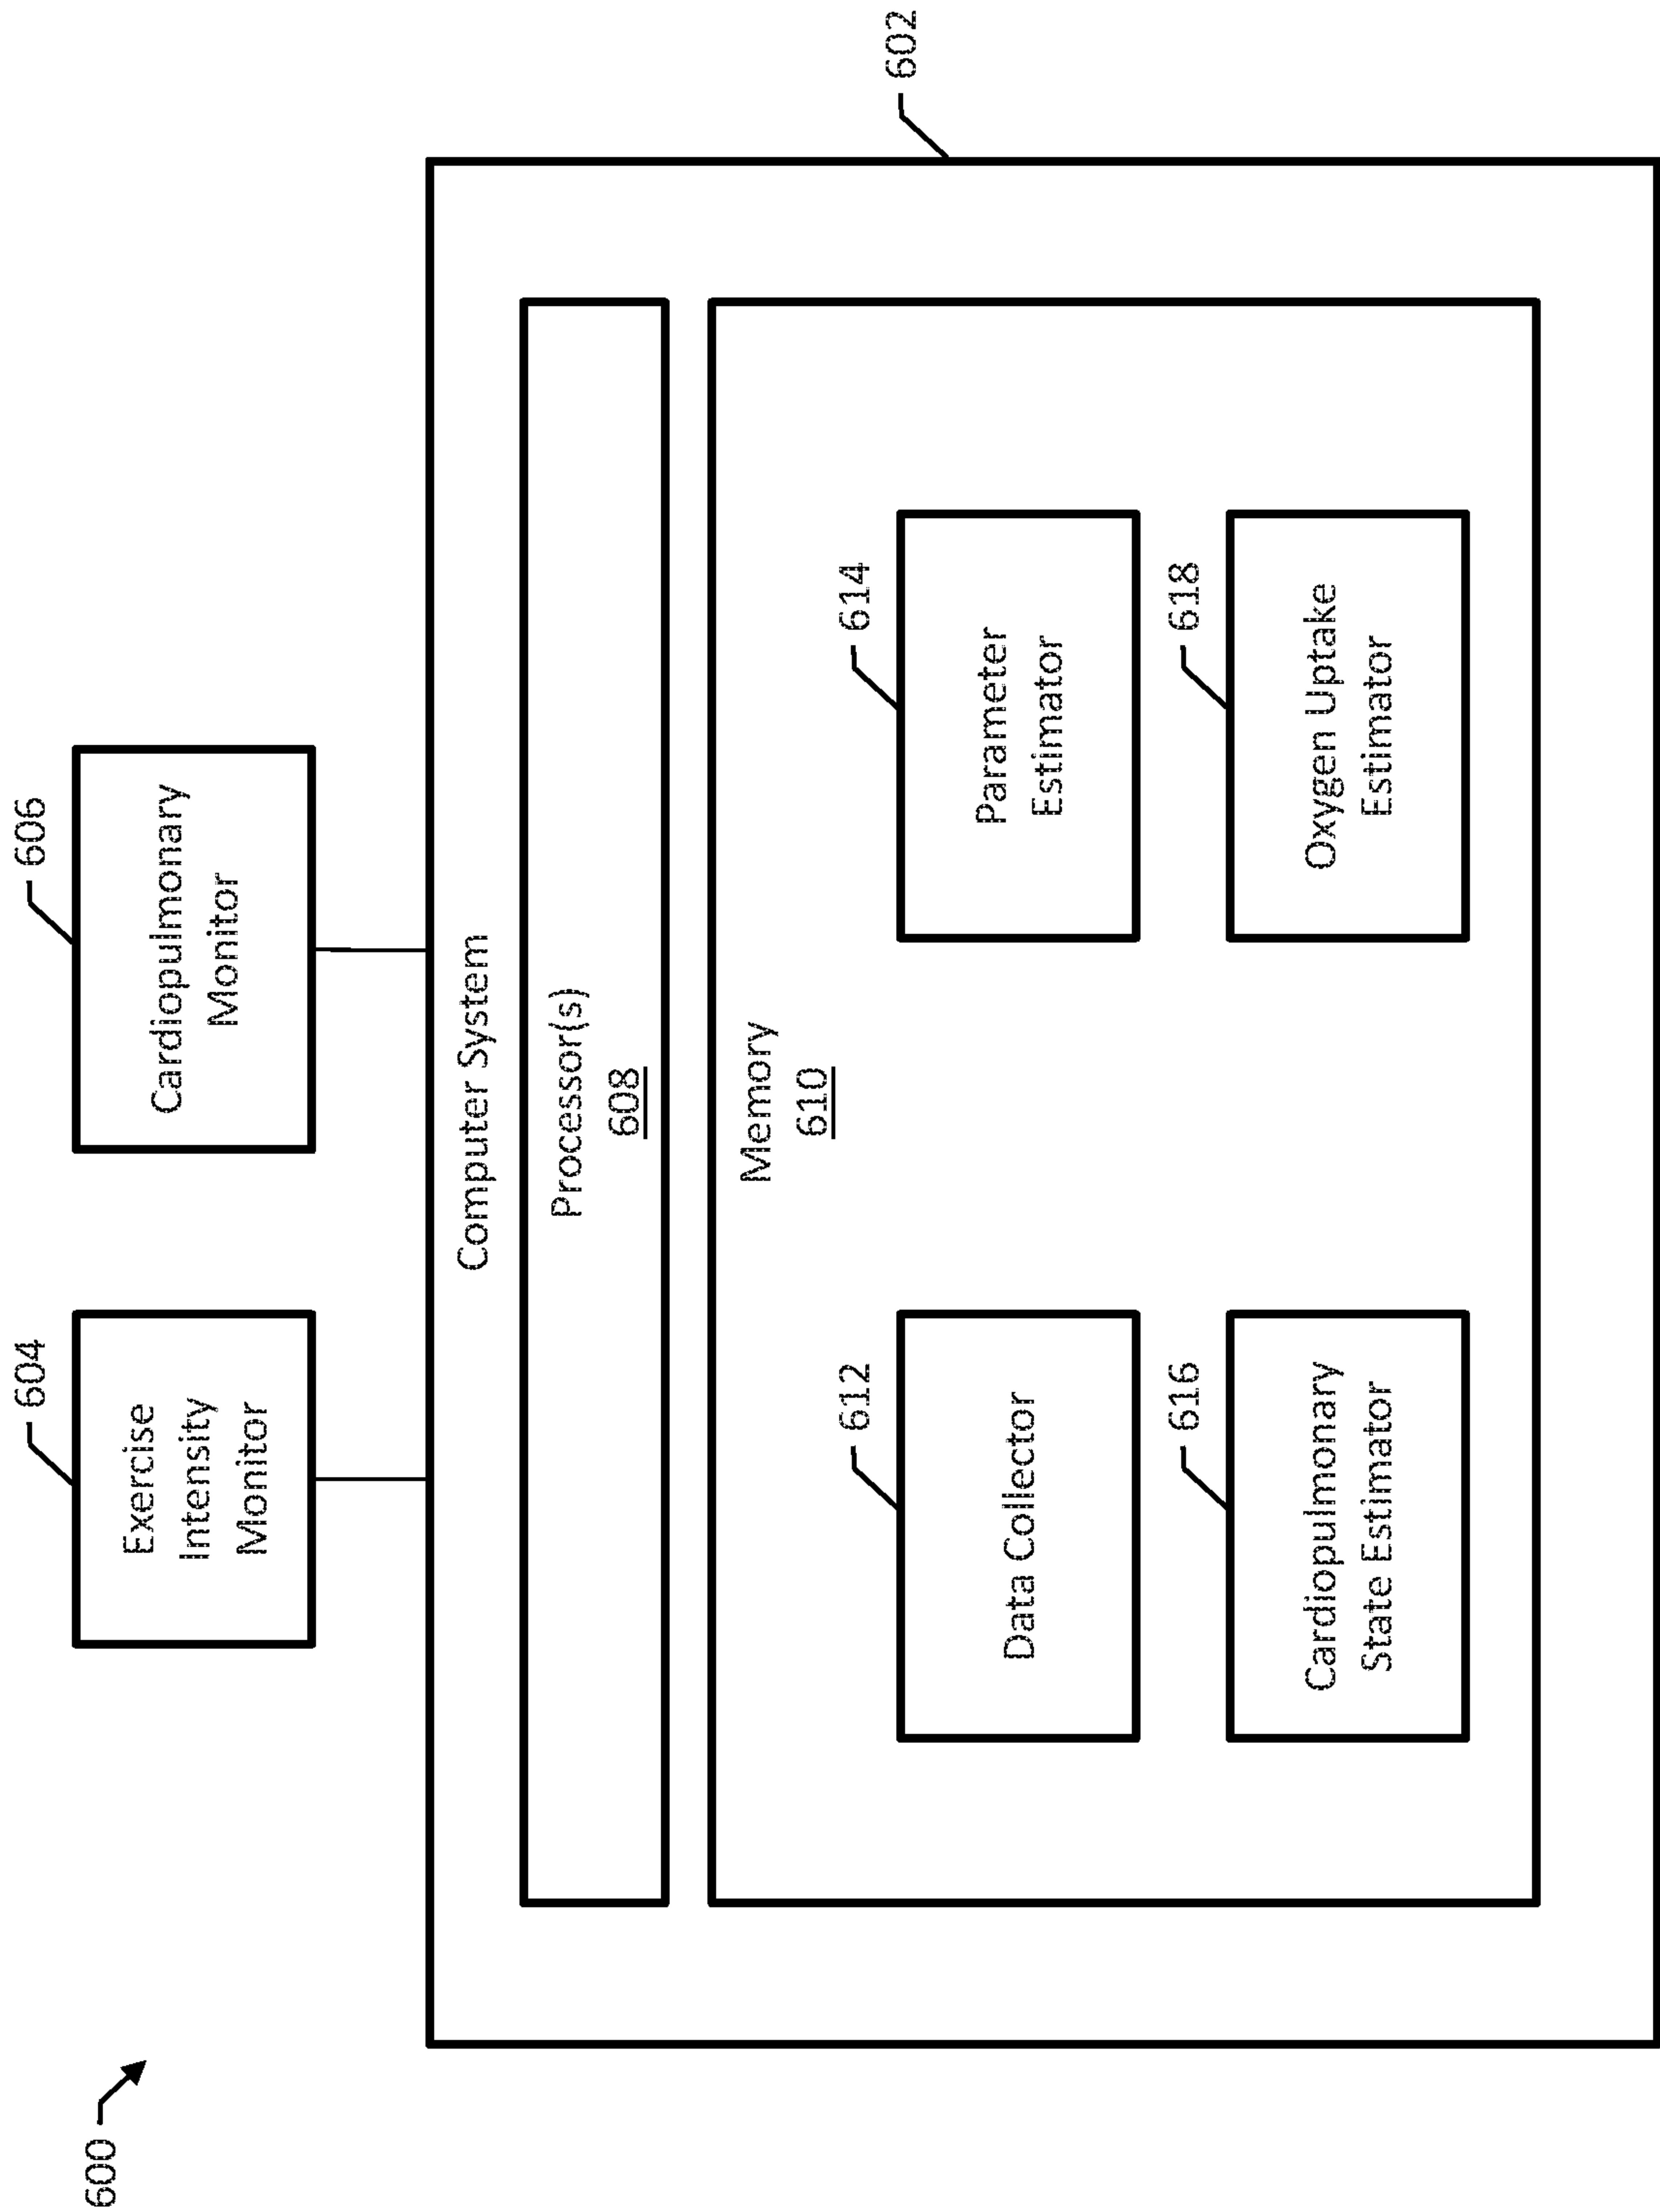 600
604
Exercise
Intensity
Monitor
606
Cardiopulmonary
Monitor
602
Computer System
Processor(s)
608
Memory
610
612
Data Collector
614
Parameter
Estimator
616
Cardiopulmonary
State Estimator
618
Oxygen Uptake
Estimator